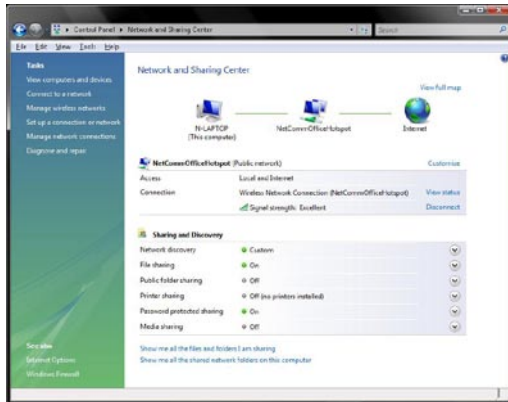 Control Panel ▸ Network and Sharing Center
Search
File Edit View Tools Help
Tasks
View computers and devices
Connect to a network
Manage wireless networks
Set up a connection or network
Manage network connections
Diagnose and repair
Network and Sharing Center
View full map
N-LAPTOP
(This computer)
NetCommOfficeHotspot
Internet
NetCommOfficeHotspot (Public network)
Customize
Access
Local and Internet
Connection
Wireless Network Connection (NetCommOfficeHotspot)
View status
Signal strength: Excellent
Disconnect
Sharing and Discovery
Network discovery
Custom
File sharing
On
Public folder sharing
Off
Printer sharing
Off (no printers installed)
Password protected sharing
On
Media sharing
Off
Show me all the files and folders I am sharing
Show me all the shared network folders on this computer
See also
Internet Options
Windows Firewall